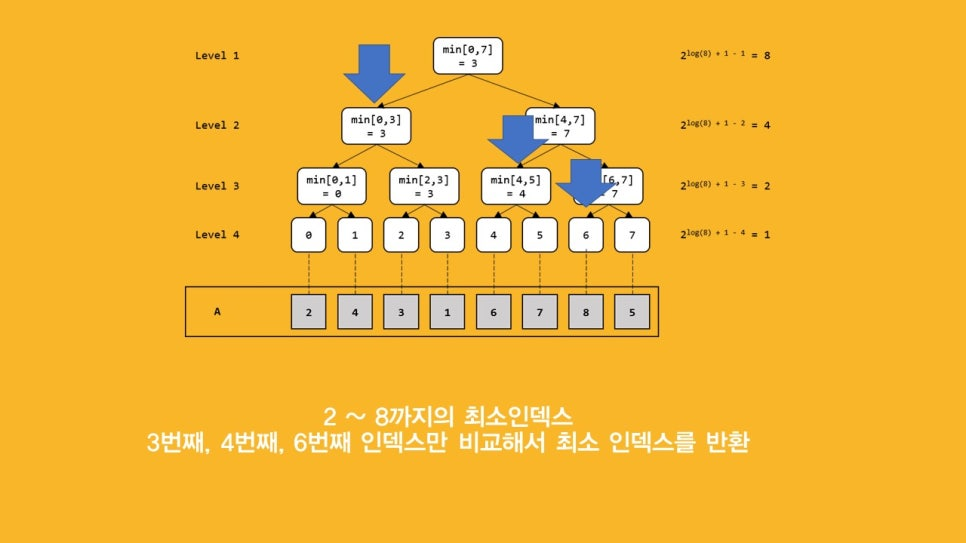 Level 1
min[0,7]
= 3
2^log(8) + 1 - 1 = 8
Level 2
min[0,3]
= 3
min[4,7]
= 7
2^log(8) + 1 - 2 = 4
Level 3
min[0,1]
= 0
min[2,3]
= 3
min[4,5]
= 4
[6,7]
= 7
2^log(8) + 1 - 3 = 2
Level 4
0 1 2 3 4 5 6 7
2^log(8) + 1 - 4 = 1
A 2 4 3 1 6 7 8 5
2 ~ 8까지의 최소인덱스
3번째, 4번째, 6번째 인덱스만 비교해서 최소 인덱스를 반환